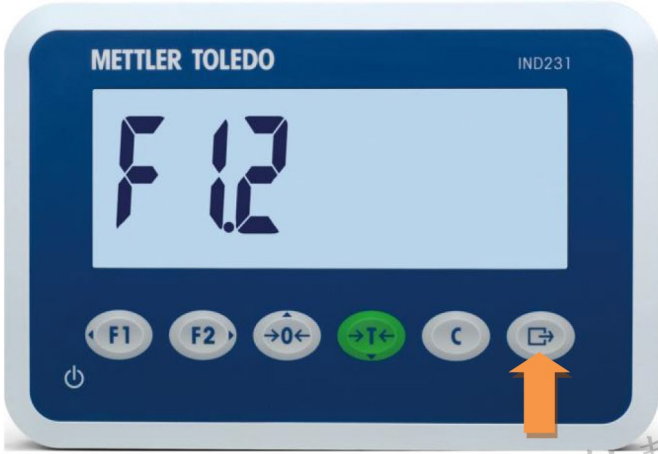 METTLER TOLEDO
IND231
F1.2
F1
F2
→0←
→T←
C